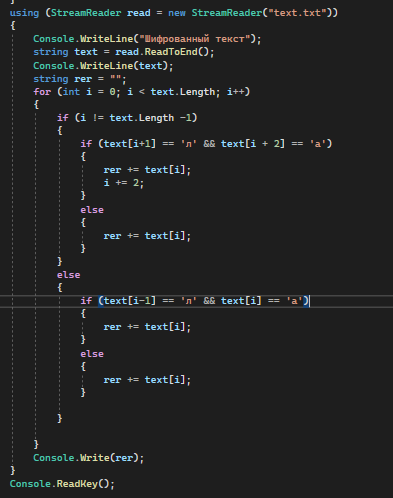 }
using (StreamReader read = new StreamReader("text.txt"))
{
    Console.WriteLine("Шифрованный текст");
    string text = read.ReadToEnd();
    Console.WriteLine(text);
    string rer = "";
    for (int i = 0; i < text.Length; i++)
    {
        if (i != text.Length -1)
        {
            if (text[i+1] == 'л' && text[i + 2] == 'а')
            {
                rer += text[i];
                i += 2;
            }
            else
            {
                rer += text[i];
            }
        }
        else
        {
            if (text[i-1] == 'л' && text[i] == 'а')
            {
                rer += text[i];
            }
            else
            {
                rer += text[i];
            }
        }
    }
    Console.Write(rer);
}
Console.ReadKey();